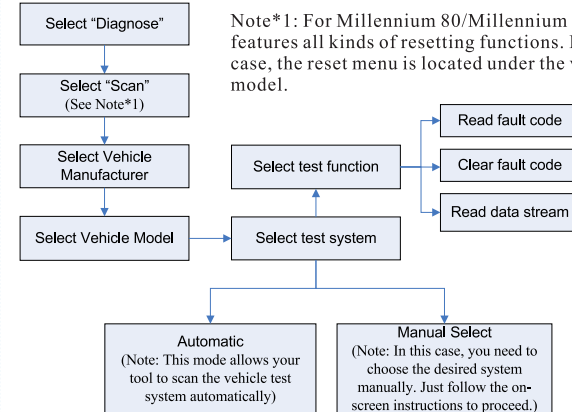 Select “Diagnose”
Note*1: For Millennium 80/Millennium
features all kinds of resetting functions.
case, the reset menu is located under the
model.
Select “Scan”
(See Note*1)
Select Vehicle
Manufacturer
Select Vehicle Model
Select test system
Select test function
Read fault code
Clear fault code
Read data stream
Automatic
(Note: This mode allows your
tool to scan the vehicle test
system automatically)
Manual Select
(Note: In this case, you need to
choose the desired system
manually. Just follow the on-
screen instructions to proceed.)